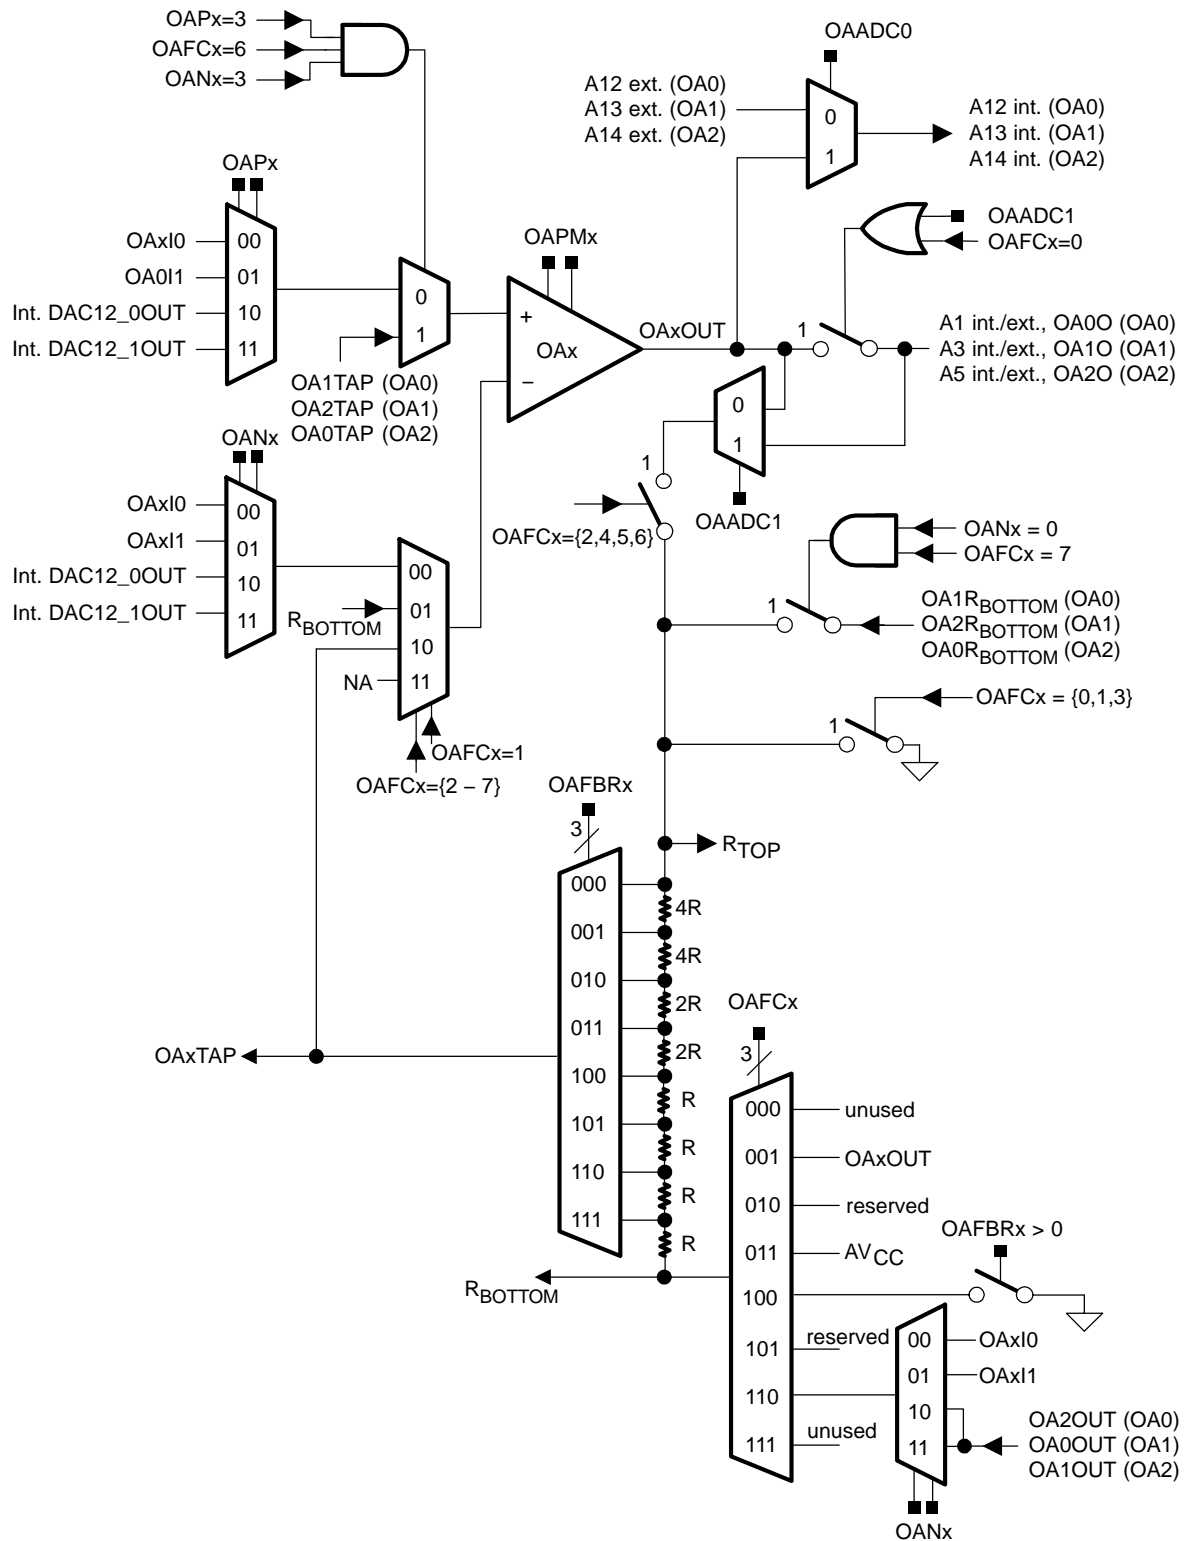 OAPx=3
OAFCx=6
OANx=3
OAADC0
A12 ext. (OA0)
A13 ext. (OA1)
A14 ext. (OA2)
0
1
A12 int. (OA0)
A13 int. (OA1)
A14 int. (OA2)
OAPx
OAxI0
OA0I1
Int. DAC12_0OUT
Int. DAC12_1OUT
00
01
10
11
0
1
OA1TAP (OA0)
OA2TAP (OA1)
OA0TAP (OA2)
OAPMx
+
OAx
−
OAxOUT
OAADC1
OAFCx=0
1
A1 int./ext., OA0O (OA0)
A3 int./ext., OA1O (OA1)
A5 int./ext., OA2O (OA2)
0
1
OAADC1
1
OAFCx={2,4,5,6}
OANx
OAxI0
OAxI1
Int. DAC12_0OUT
Int. DAC12_1OUT
00
01
10
11
RBOTTOM
NA
00
01
10
11
OAFCx=1
OAFCx={2 − 7}
OANx = 0
OAFCx = 7
1
OA1RBOTTOM (OA0)
OA2RBOTTOM (OA1)
OA0RBOTTOM (OA2)
OAFCx = {0,1,3}
1
OAFBRx
3
RTOP
000
001
010
011
100
101
110
111
4R
4R
2R
2R
R
R
R
R
OAxTAP
RBOTTOM
OAFCx
3
000
001
010
011
100
101
110
111
unused
OAxOUT
reserved
AVCC
OAFBRx > 0
reserved
unused
00
01
10
11
OAxI0
OAxI1
OA2OUT (OA0)
OA0OUT (OA1)
OA1OUT (OA2)
OANx